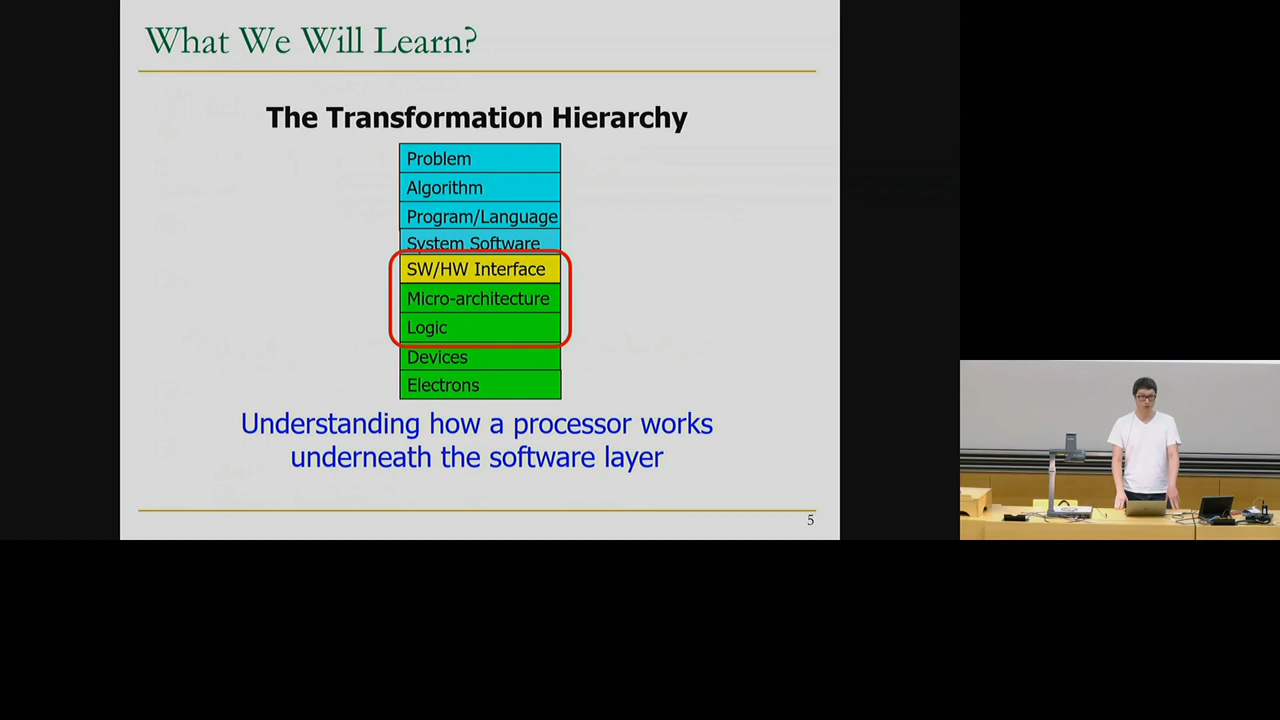 What We Will Learn?
The Transformation Hierarchy
Problem
Algorithm
Program/Language
System Software
SW/HW Interface
Micro-architecture
Logic
Devices
Electrons
Understanding how a processor works
underneath the software layer
5